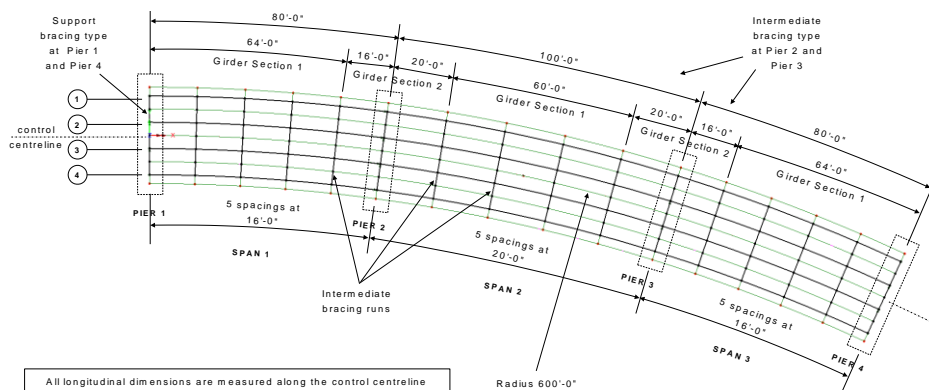 Support
bracing type
at Pier 1
and Pier 4
80'-0"
64'-0"
Girder Section 1
16'-0"
Girder Section 2
20'-0"
100'-0"
60'-0"
Girder Section 1
20'-0"
Girder Section 2
16'-0"
Intermediate
bracing type
at Pier 2 and
Pier 3
80'-0"
64'-0"
Girder Section 1
1
2
3
4
control
centreline
PIER 1
5 spacings at
16'-0"
PIER 2
SPAN 1
Intermediate
bracing runs
5 spacings at
20'-0"
SPAN 2
PIER 3
5 spacings at
16'-0"
SPAN 3
PIER 4
Radius 600'-0"
All longitudinal dimensions are measured along the control centreline